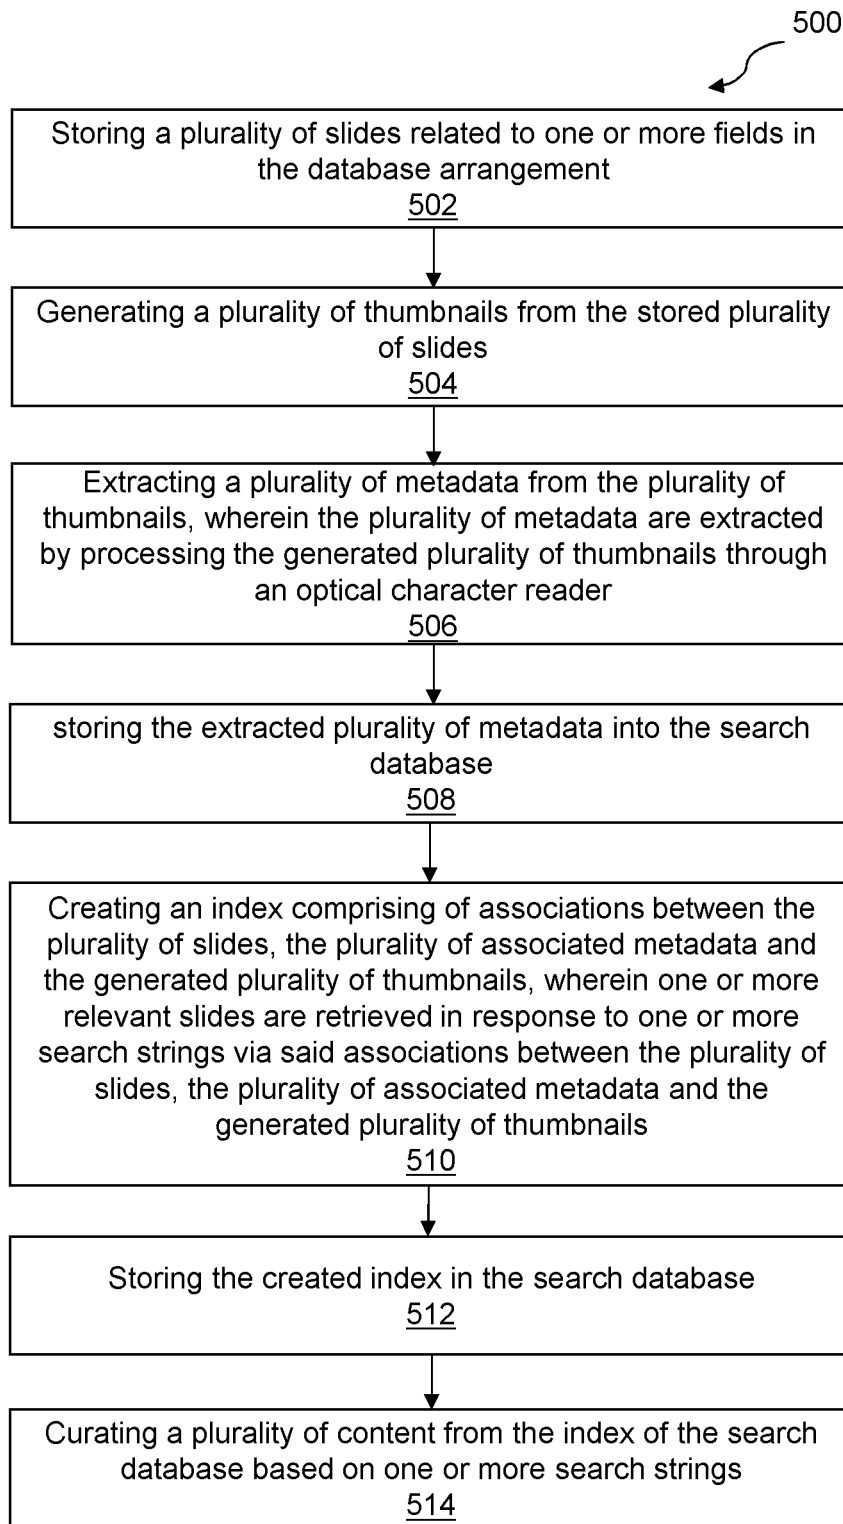 500
Storing a plurality of slides related to one or more fields in
the database arrangement
502
Generating a plurality of thumbnails from the stored plurality
of slides
504
Extracting a plurality of metadata from the plurality of
thumbnails, wherein the plurality of metadata are extracted
by processing the generated plurality of thumbnails through
an optical character reader
506
storing the extracted plurality of metadata into the search
database
508
Creating an index comprising of associations between the
plurality of slides, the plurality of associated metadata and
the generated plurality of thumbnails, wherein one or more
relevant slides are retrieved in response to one or more
search strings via said associations between the plurality of
slides, the plurality of associated metadata and the
generated plurality of thumbnails
510
Storing the created index in the search database
512
Curating a plurality of content from the index of the search
database based on one or more search strings
514